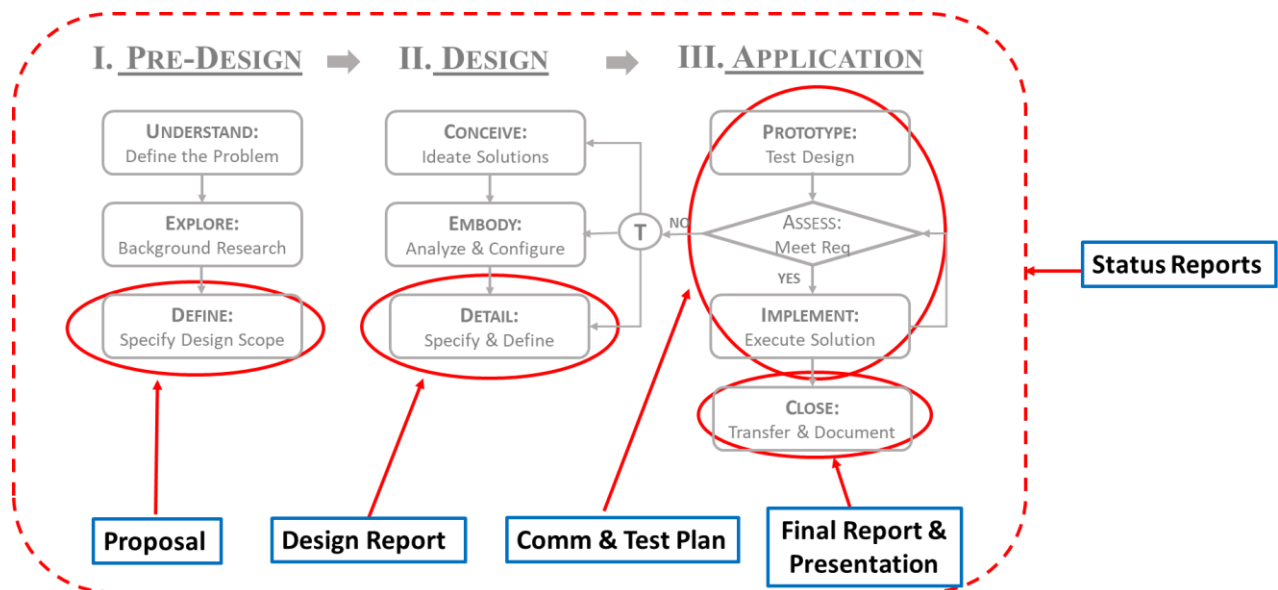 I. PRE-DESIGN
II. DESIGN
III. APPLICATION
UNDERSTAND:
Define the Problem
EXPLORE:
Background Research
DEFINE:
Specify Design Scope
CONCEIVE:
Ideate Solutions
EMBODY:
Analyze & Configure
DETAIL:
Specify & Define
T
NO
PROTOTYPE:
Test Design
ASSESS:
Meet Req
YES
IMPLEMENT:
Execute Solution
CLOSE:
Transfer & Document
Status Reports
Proposal
Design Report
Comm & Test Plan
Final Report &
Presentation